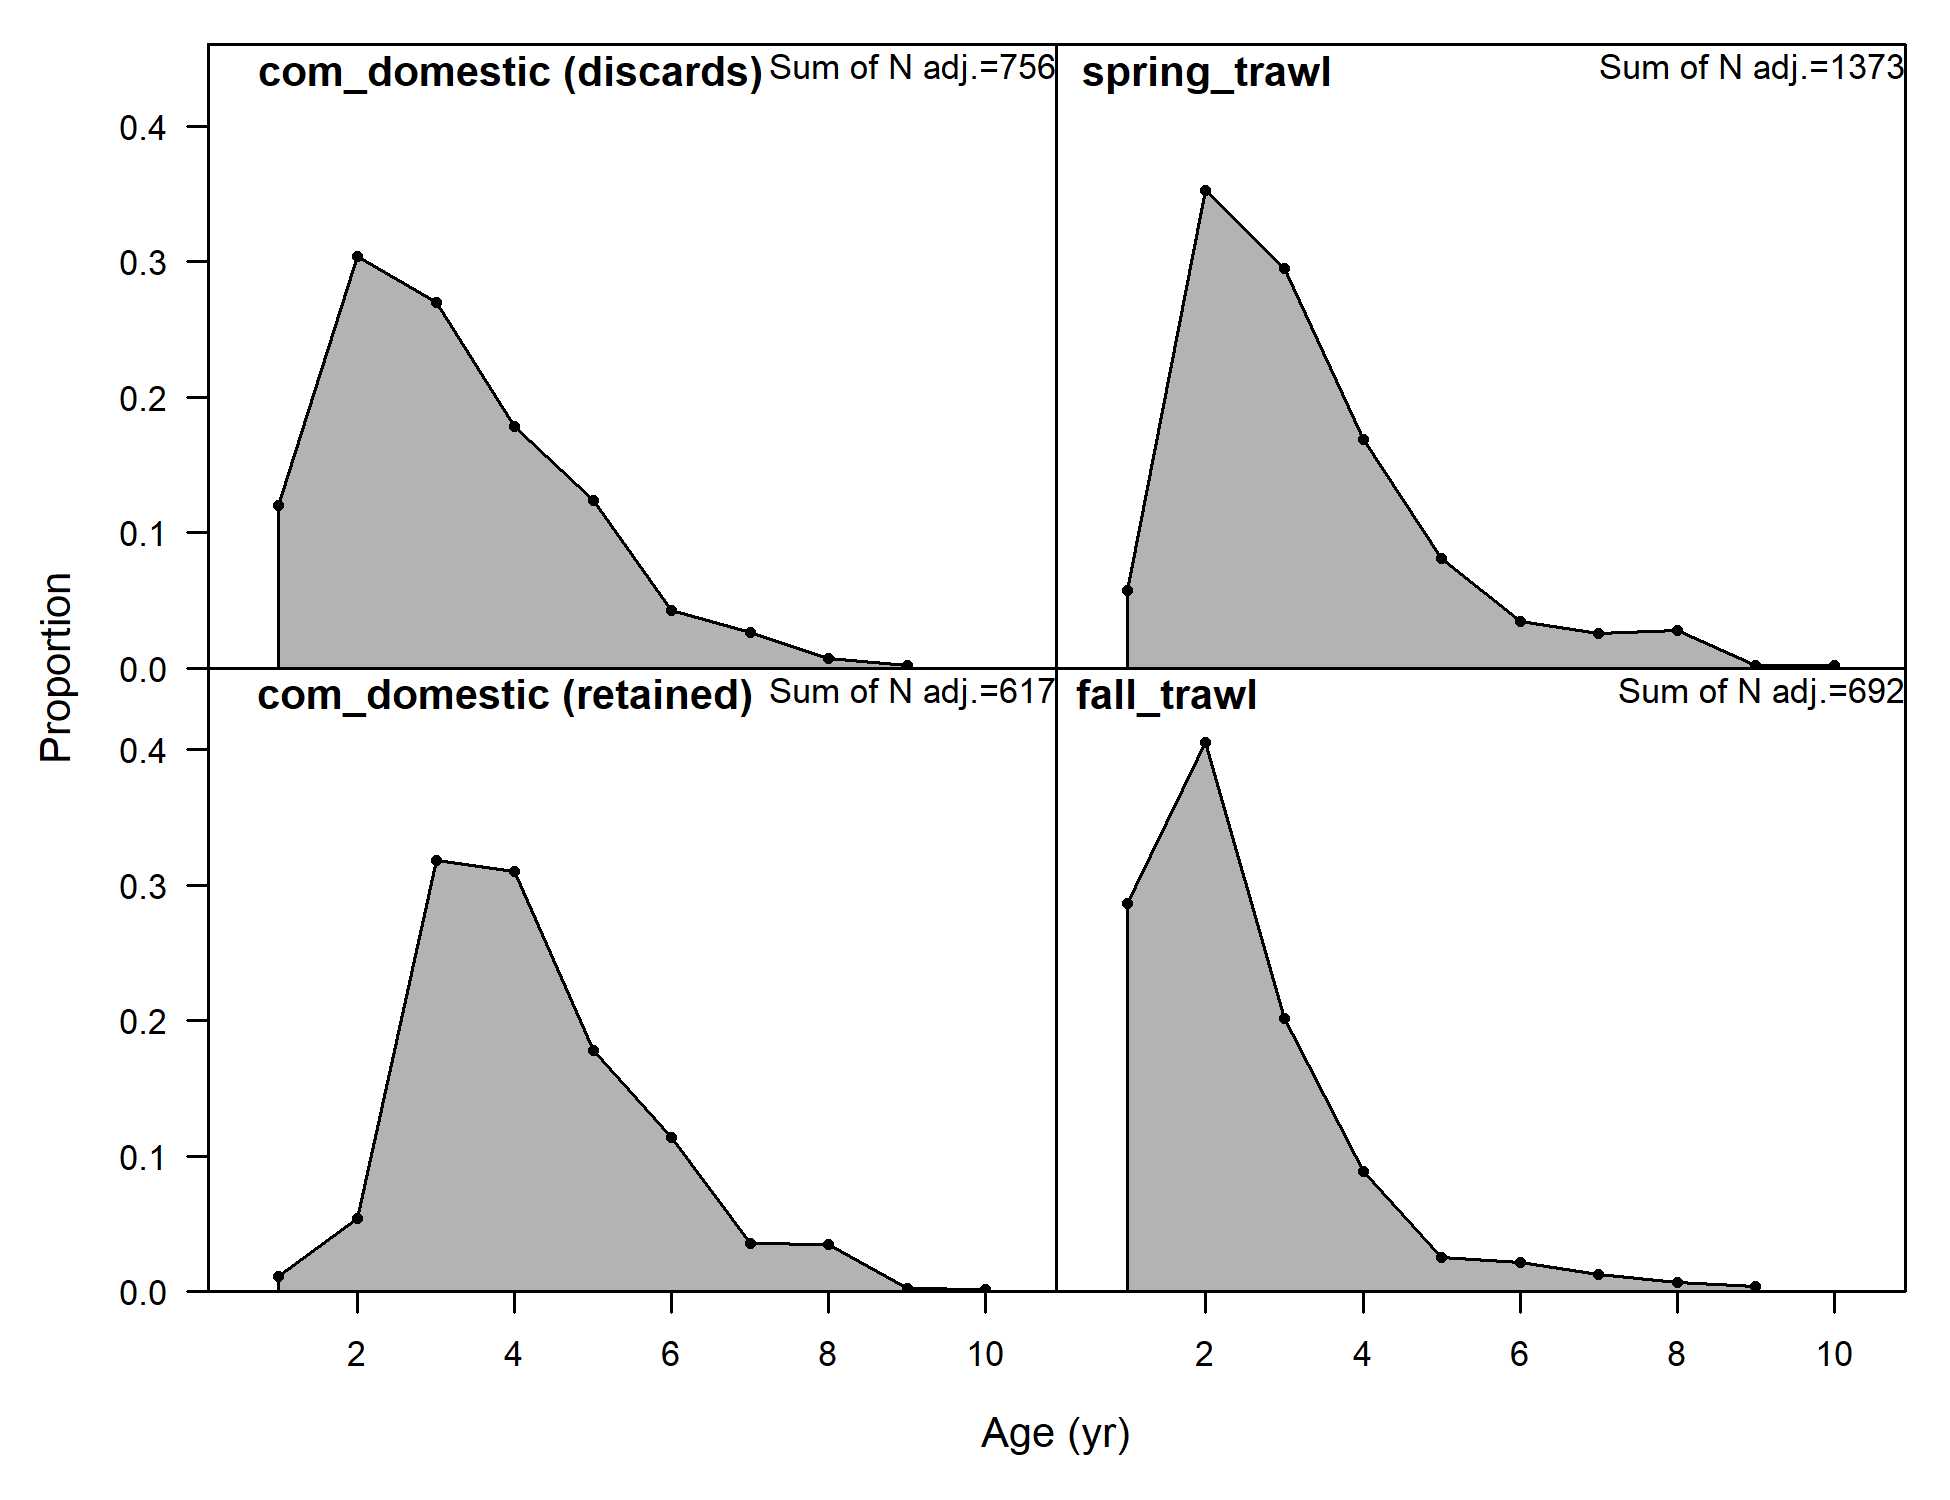 com_domestic (discards) Sum of N adj.=756
spring_trawl Sum of N adj.=1373
0.4
0.3
0.2
0.1
0.0
com_domestic (retained) Sum of N adj.=617
fall_trawl Sum of N adj.=692
0.4
0.3
0.2
0.1
0.0
Proportion
2 4 6 8 10
2 4 6 8 10
Age (yr)